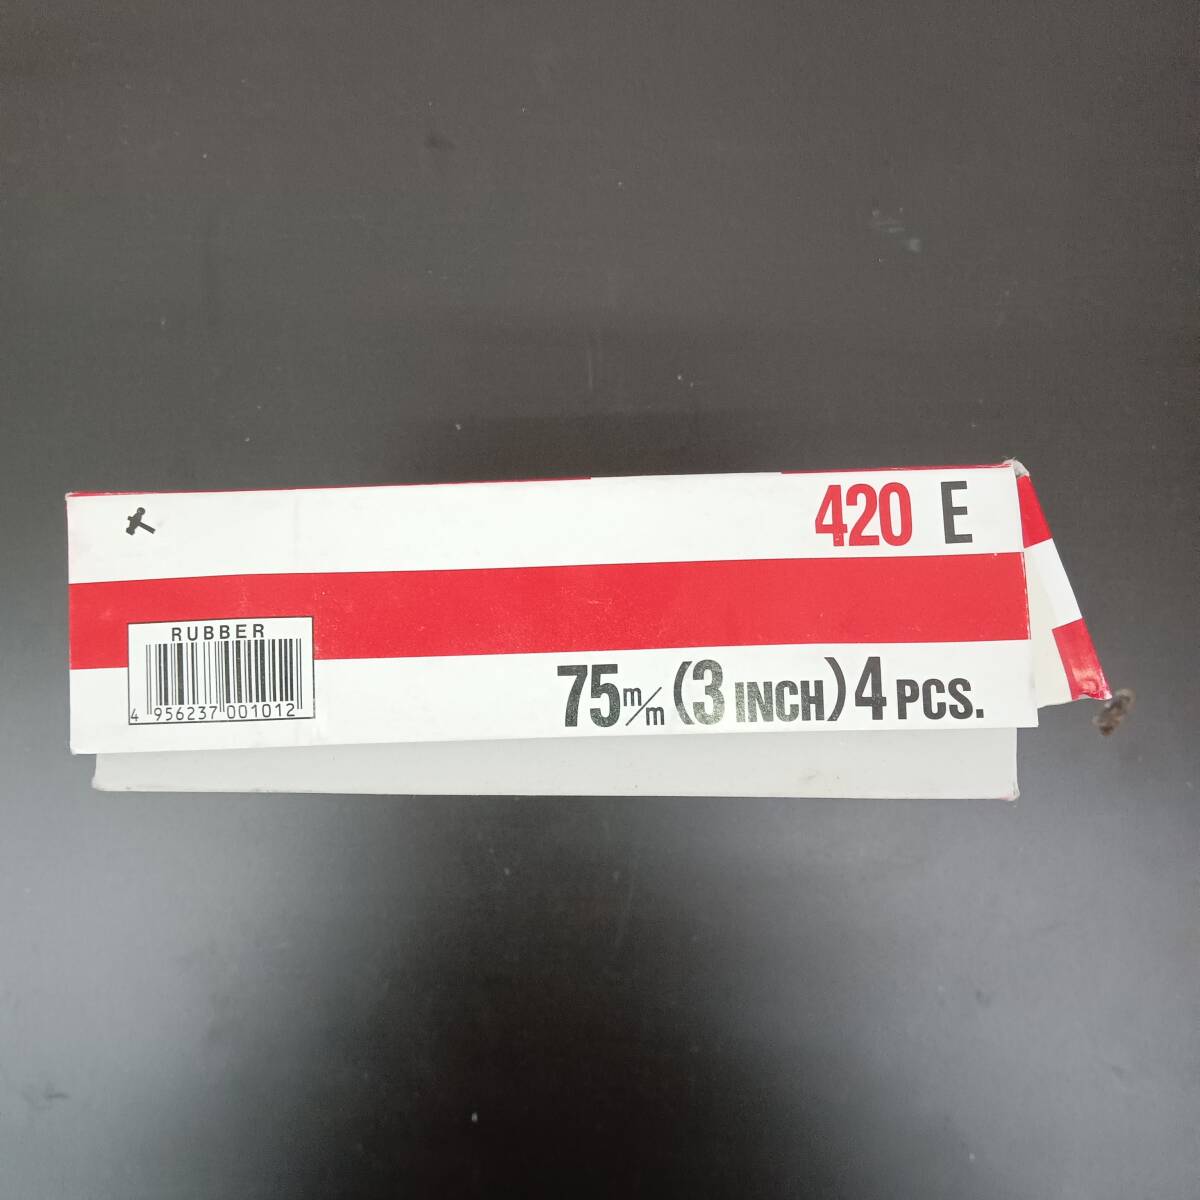 420 E
RUBBER
4 956237 001012
75m/m (3 INCH) 4 PCS.